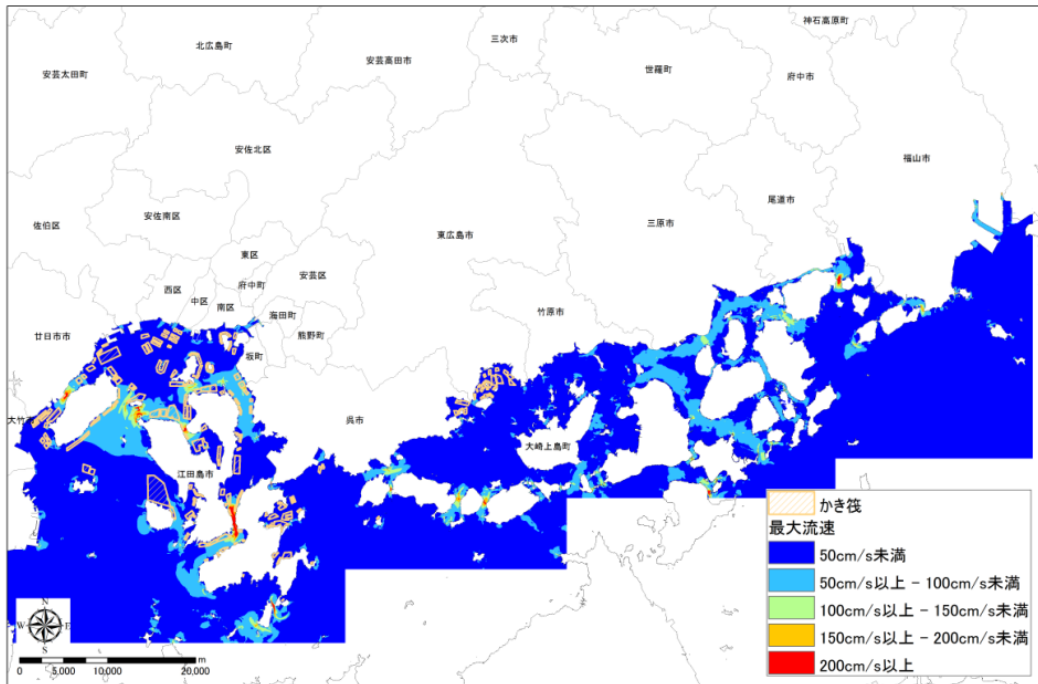 神石高原町
三次市
北広島町
安芸高田市
安芸太田町
世羅町
府中市
安佐北区
福山市
尾道市
安佐南区
佐伯区
三原市
東広島市
東区
安芸区
西区
府中町
中区
南区
海田町
竹原市
廿日市市
熊野町
坂町
大竹
呉市
大崎上島町
江田島市
かき筏
最大流速
50cm/s未満
50cm/s以上 - 100cm/s未満
100cm/s以上 - 150cm/s未満
150cm/s以上 - 200cm/s未満
200cm/s以上
N
W E
S
0 5,000 10,000 20,000 m